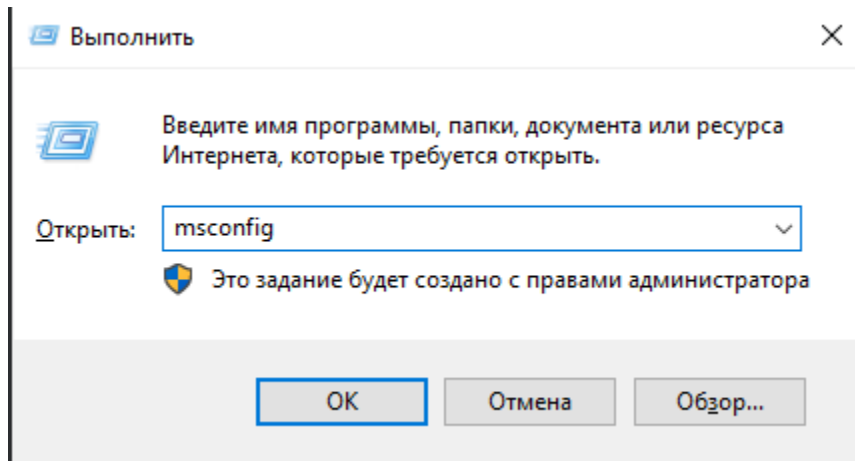 Выполнить
Введите имя программы, папки, документа или ресурса
Интернета, которые требуется открыть.
Открыть: msconfig
Это задание будет создано с правами администратора
ОК Отмена Обзор...